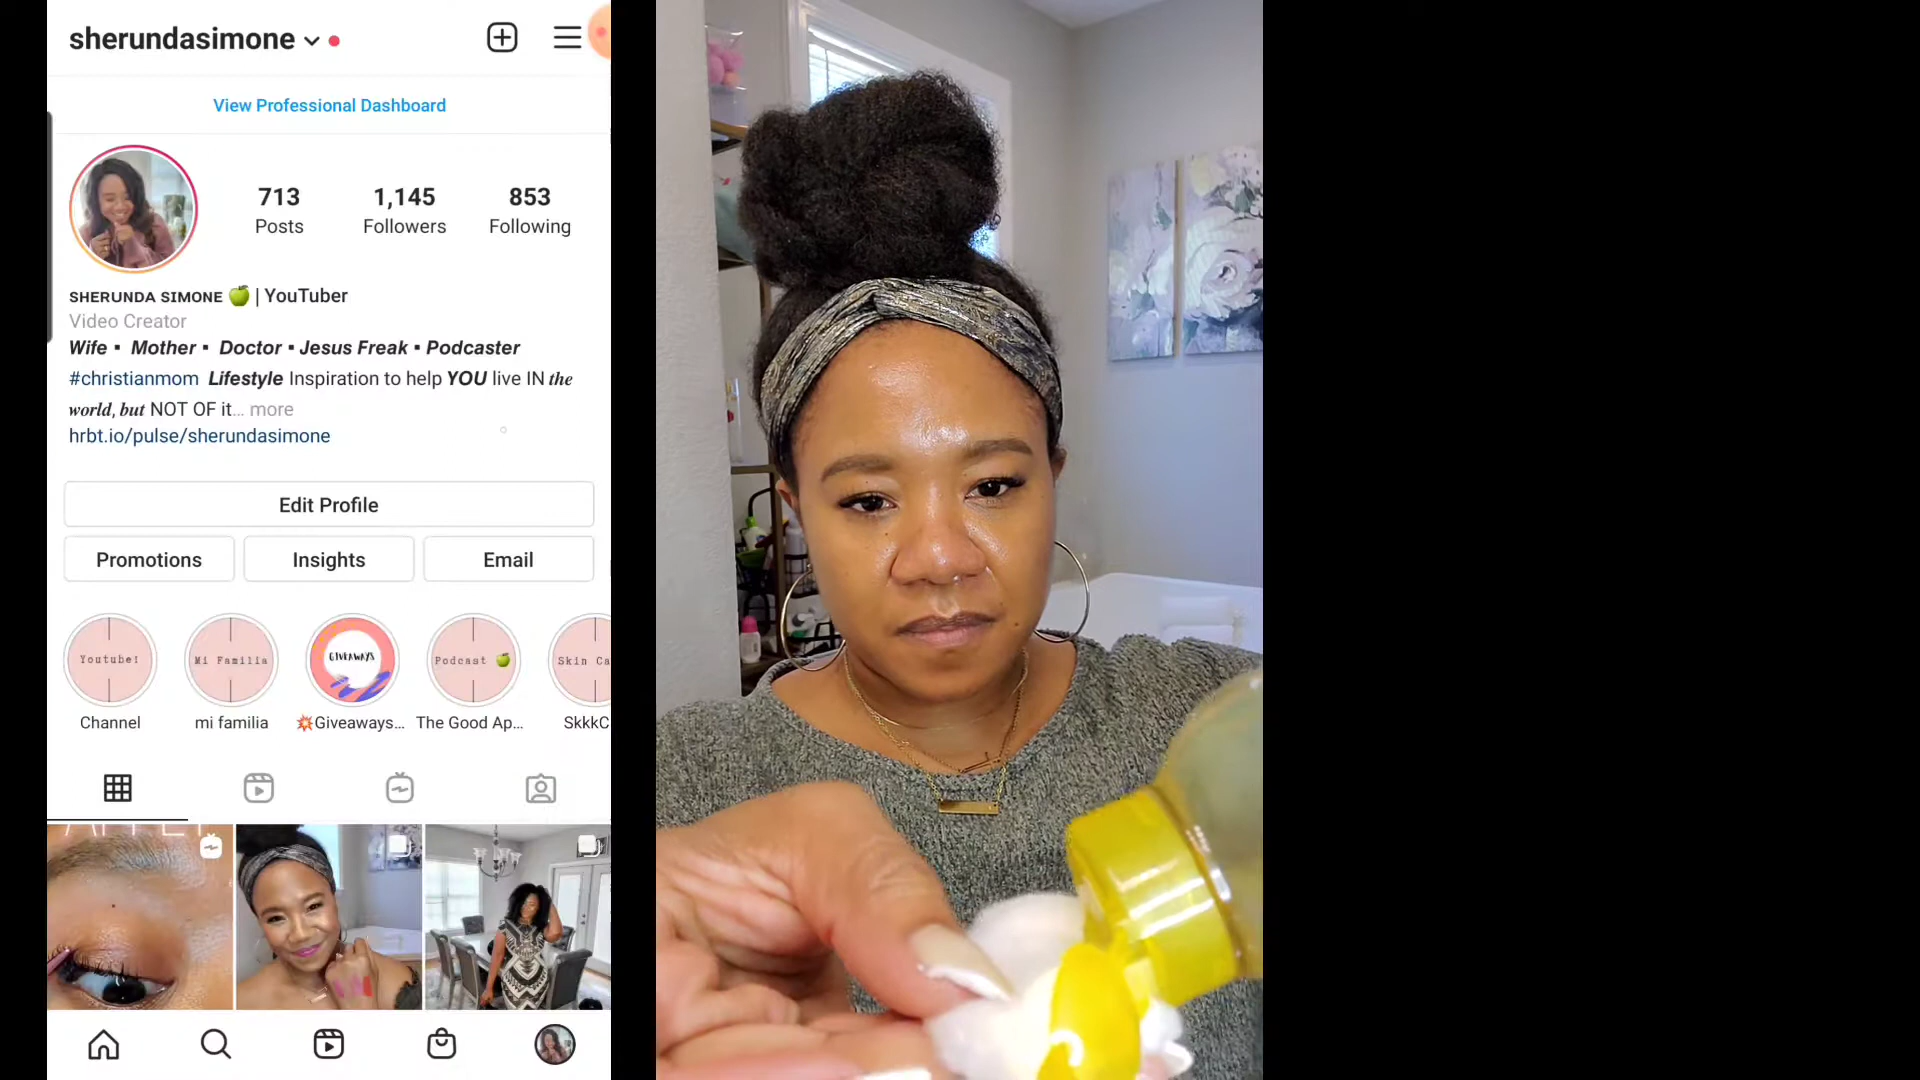 sherundasimone
View Professional Dashboard
713
1,145
853
Posts
Followers
Following
SHERUNDA SIMONE 🍏 | YouTuber
Video Creator
Wife ▪ Mother ▪ Doctor ▪ Jesus Freak ▪ Podcaster
#christianmom Lifestyle Inspiration to help YOU live IN the
world, but NOT OF it... more
hrbt.io/pulse/sherundasimone
Edit Profile
Promotions
Insights
Email
Youtube!
Mi Familia
GIVEAWAYS
Podcast 🍏
Skin Ca
Channel
mi familia
💥Giveaways...
The Good Ap...
SkkkC